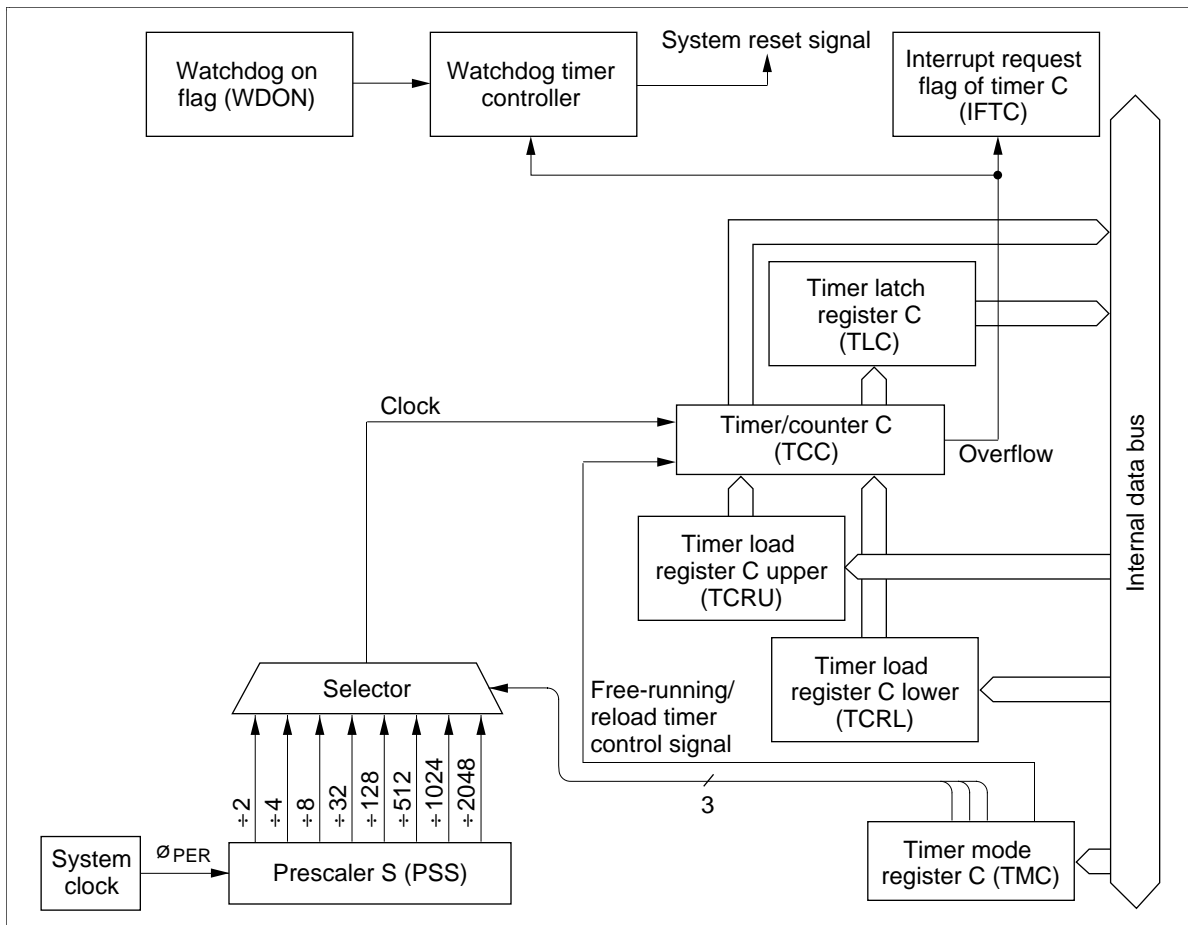 System reset signal
Watchdog on
flag (WDON)
Watchdog timer
controller
Interrupt request
flag of timer C
(IFTC)
Timer latch
register C
(TLC)
Clock
Timer/counter C
(TCC)
Overflow
Internal data bus
Timer load
register C upper
(TCRU)
Timer load
register C lower
(TCRL)
Selector
Free-running/
reload timer
control signal
÷2
÷4
÷8
÷32
÷128
÷512
÷1024
÷2048
3
System
clock
øPER
Prescaler S (PSS)
Timer mode
register C (TMC)